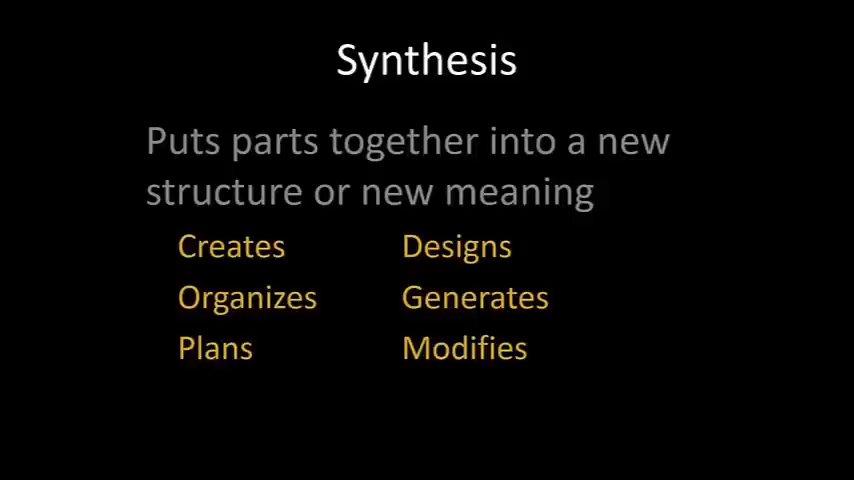 Synthesis
Puts parts together into a new
structure or new meaning
Creates Designs
Organizes Generates
Plans Modifies